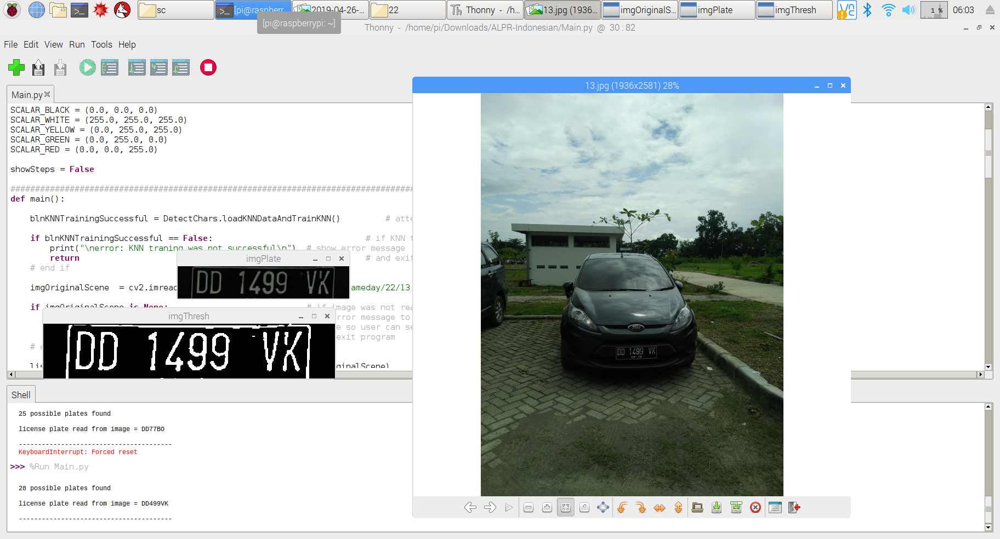 sc
[pi@raspberr...
2019-04-26-...
22
Thonny - /h...
13.jpg (1936...
imgOriginalS...
imgPlate
imgThresh
1 %
06:03
[pi@raspberrypi: ~]
Thonny - /home/pi/Downloads/ALPR-Indonesian/Main.py @ 30 : 82
File Edit View Run Tools Help
Main.py
SCALAR_BLACK = (0.0, 0.0, 0.0)
SCALAR_WHITE = (255.0, 255.0, 255.0)
SCALAR_YELLOW = (0.0, 255.0, 255.0)
SCALAR_GREEN = (0.0, 255.0, 0.0)
SCALAR_RED = (0.0, 0.0, 255.0)
showSteps = False
##################################################################################
def main():
blnKNNTrainingSuccessful = DetectChars.loadKNNDataAndTrainKNN() # atte
if blnKNNTrainingSuccessful == False: # if KNN t
print("\nerror: KNN traning was not successful\n") # show error message
return # and exit
# end if
imgOriginalScene = cv2.imread ameday/22/13
if imgOriginalScene is None: # if image was not rea
rror message to
e so user can se
exit program
# e
lis ginalScene)
imgPlate
DD 1499 VK
imgThresh
DD 1499 VK
13.jpg (1936x2581) 28%
DD 1499 VK
Shell
25 possible plates found
license plate read from image = DD77BO
----------------------------------------
KeyboardInterrupt: Forced reset
>>> %Run Main.py
28 possible plates found
license plate read from image = DD499VK
----------------------------------------